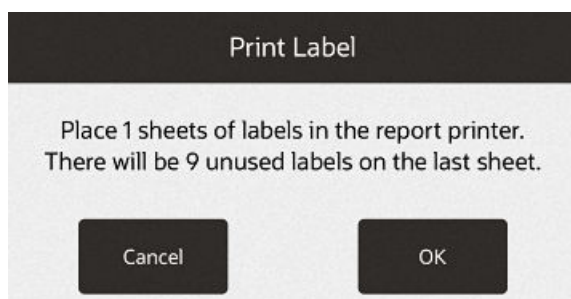 Print Label
Place 1 sheets of labels in the report printer.
There will be 9 unused labels on the last sheet.
Cancel
OK